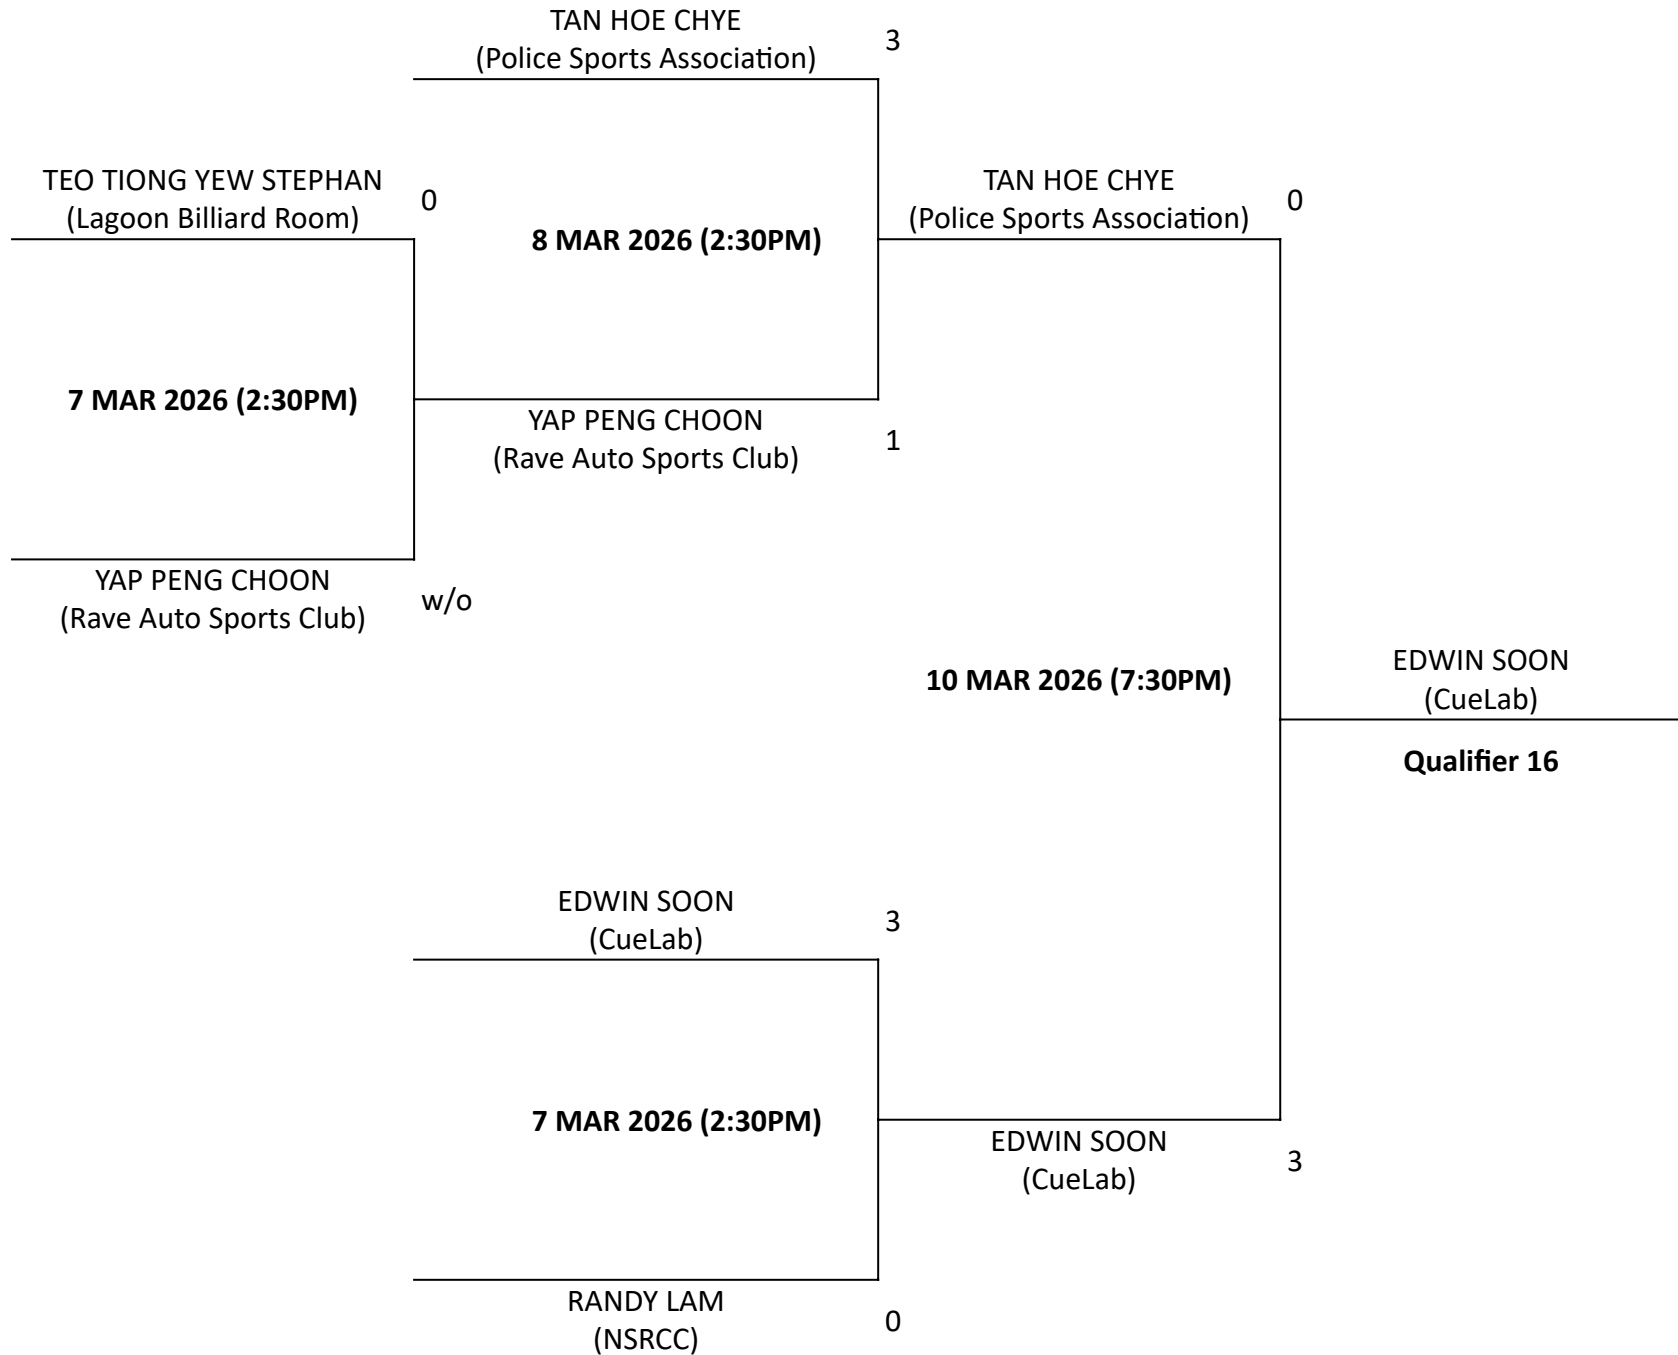 TAN HOE CHYE
(Police Sports Association)
3
TEO TIONG YEW STEPHAN
(Lagoon Billiard Room)
0
8 MAR 2026 (2:30PM)
TAN HOE CHYE
(Police Sports Association)
0
7 MAR 2026 (2:30PM)
YAP PENG CHOON
(Rave Auto Sports Club)
1
YAP PENG CHOON
(Rave Auto Sports Club)
w/o
10 MAR 2026 (7:30PM)
EDWIN SOON
(CueLab)
Qualifier 16
EDWIN SOON
(CueLab)
3
7 MAR 2026 (2:30PM)
EDWIN SOON
(CueLab)
3
RANDY LAM
(NSRCC)
0